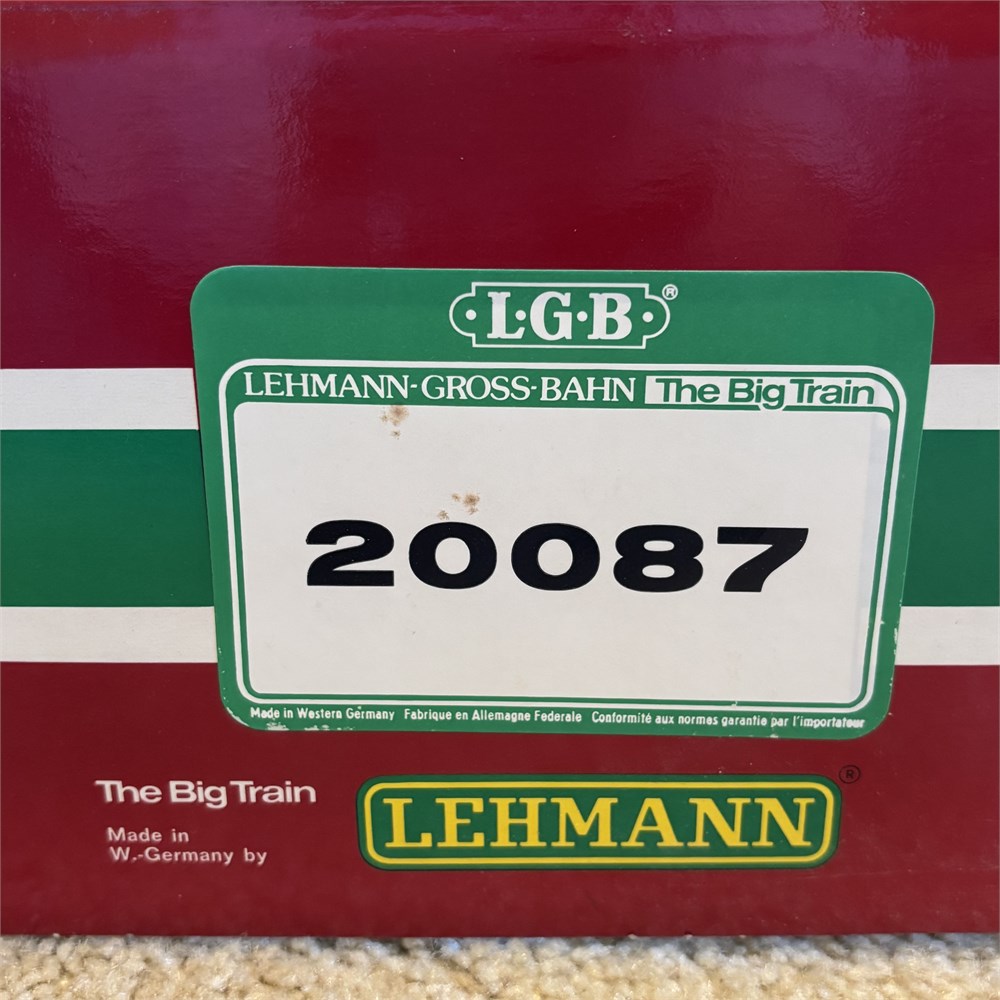 L·G·B ®
LEHMANN-GROSS-BAHN The Big Train
20087
Made in Western Germany Fabrique en Allemagne Federale Conformité aux normes garantie par l'importateur
The Big Train
Made in
W.-Germany by
LEHMANN ®